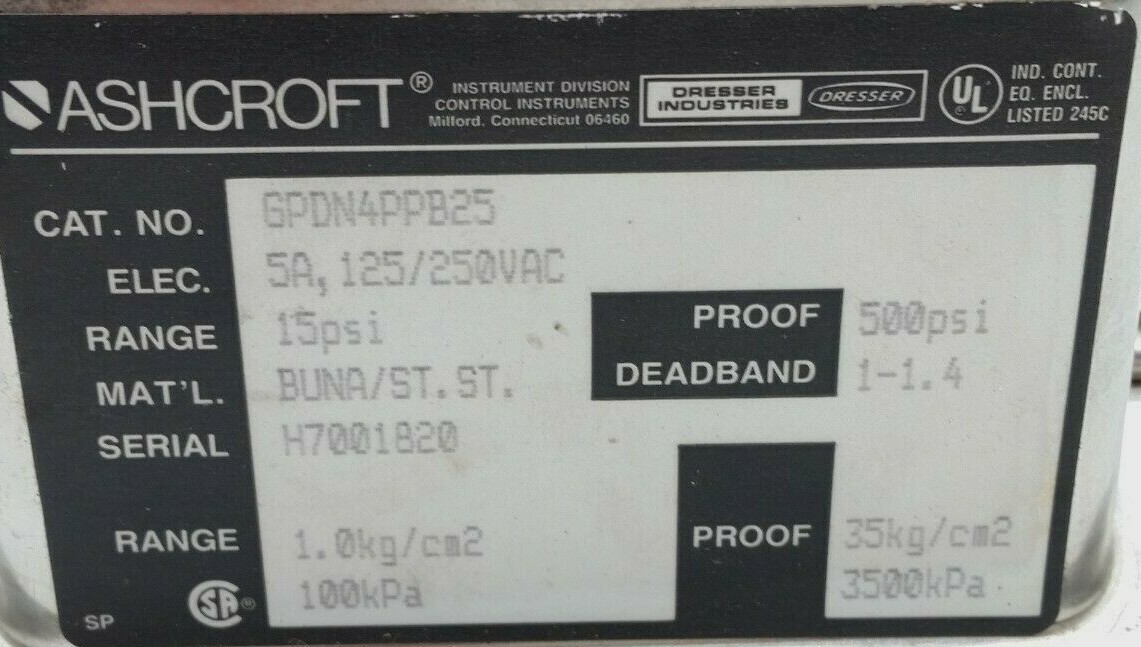 ASHCROFT®
INSTRUMENT DIVISION
CONTROL INSTRUMENTS
Milford, Connecticut 06460
DRESSER
INDUSTRIES
DRESSER
UL
IND. CONT.
EQ. ENCL.
LISTED 245C
CAT. NO. GPDN4PPB25
ELEC. 5A, 125/250VAC
RANGE 15psi
PROOF 500psi
MAT'L. BUNA/ST.ST.
DEADBAND 1-1.4
SERIAL H7001820
RANGE 1.0kg/cm2
PROOF 35kg/cm2
100kPa
3500kPa
SP
SA®